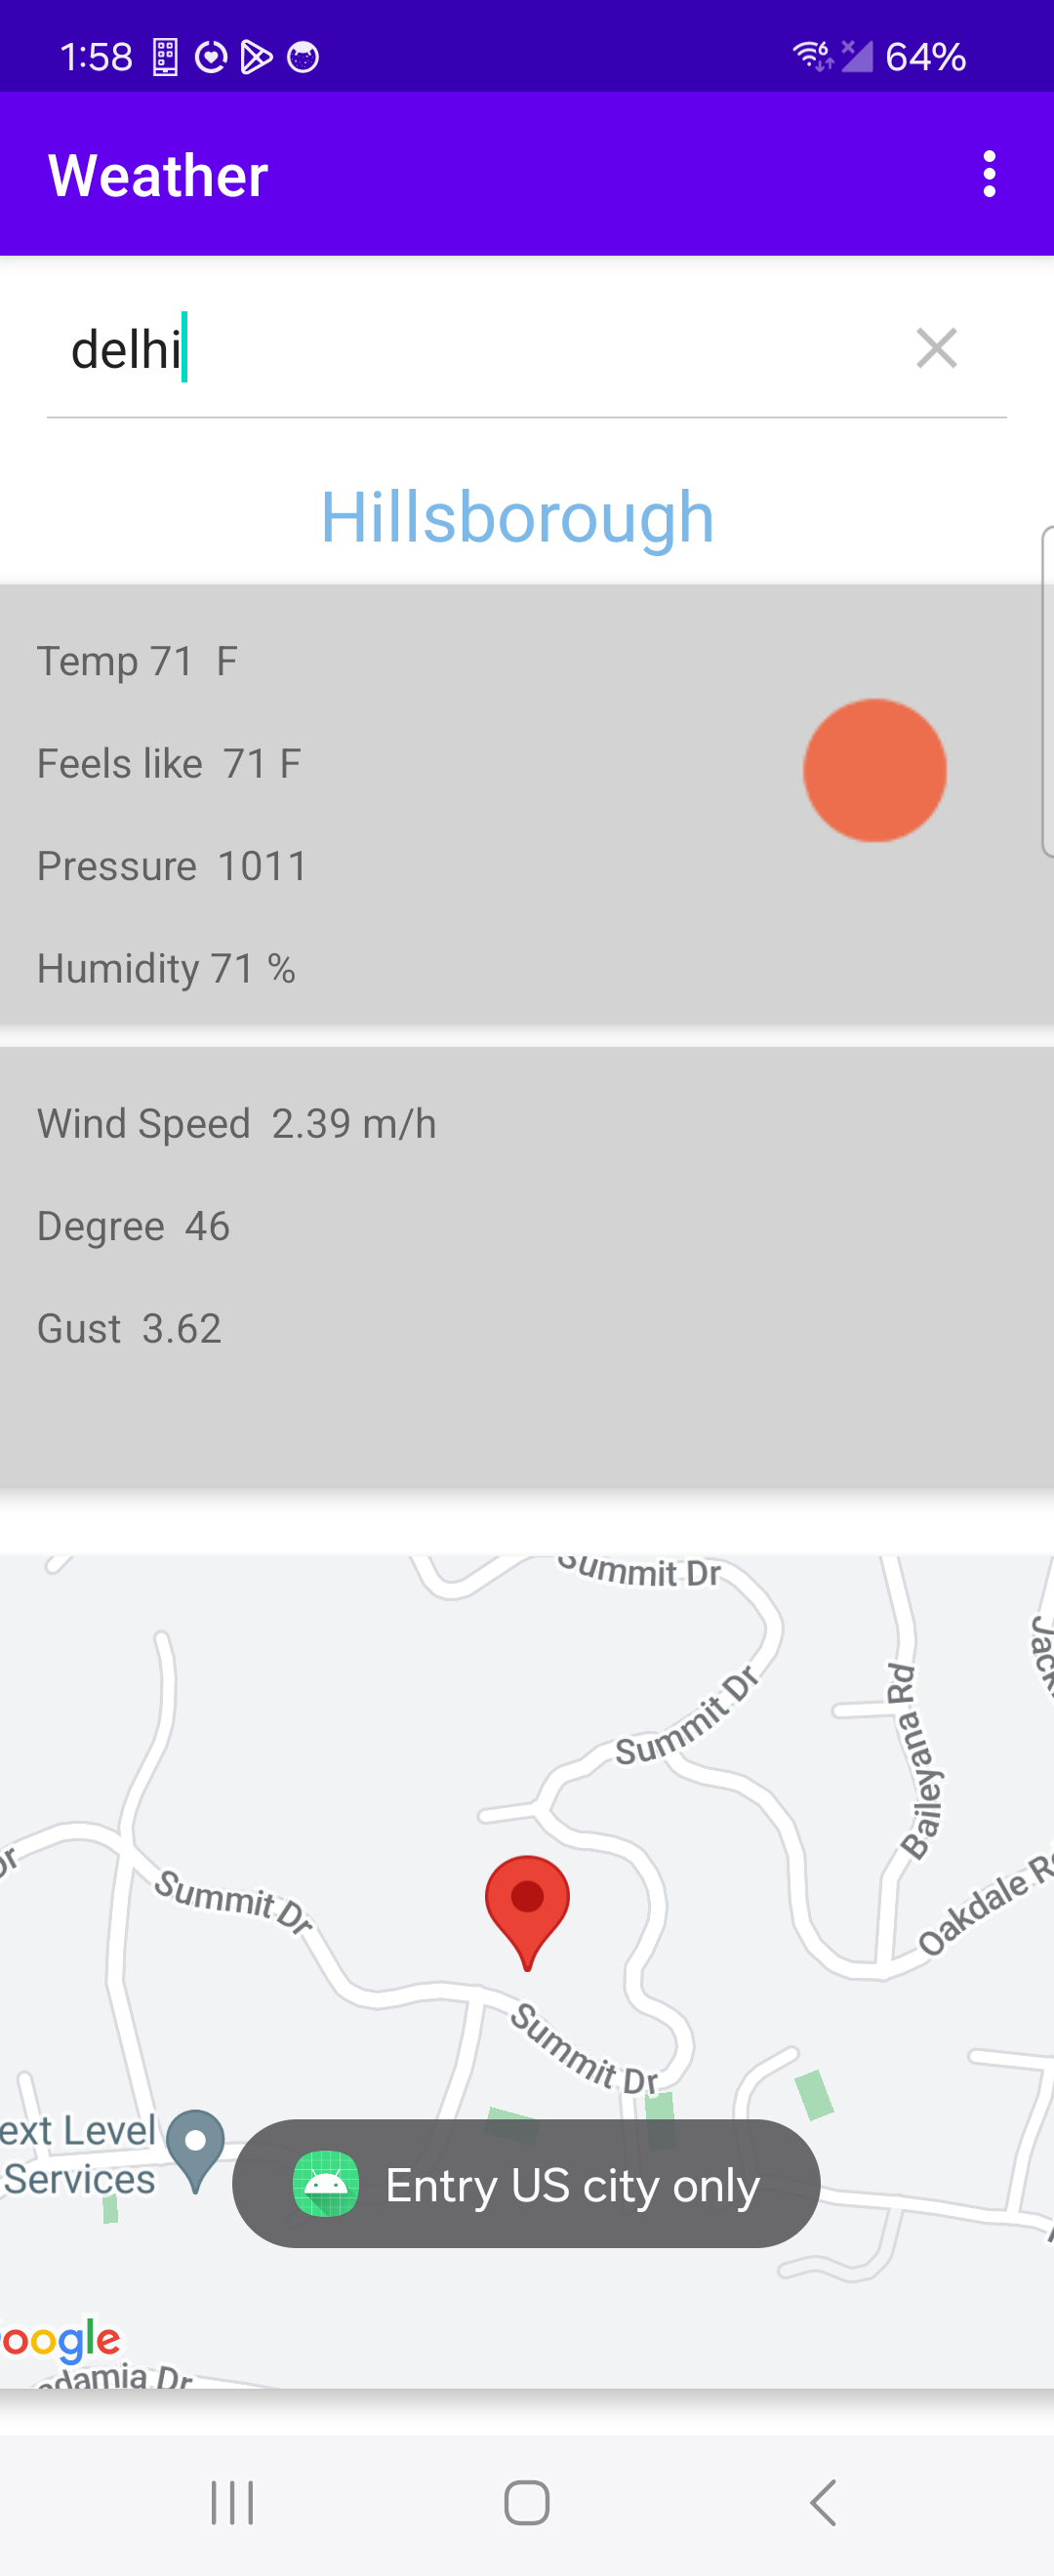 1:58
6
64%
Weather
delhi
Hillsborough
Temp 71 F
Feels like 71 F
Pressure 1011
Humidity 71 %
Wind Speed 2.39 m/h
Degree 46
Gust 3.62
Summit Dr
Summit Dr
Baileyana Rd
Jack
Dr
Summit Dr
Oakdale R
Summit Dr
ext Level
Services
Entry US city only
oogle
damia Dr